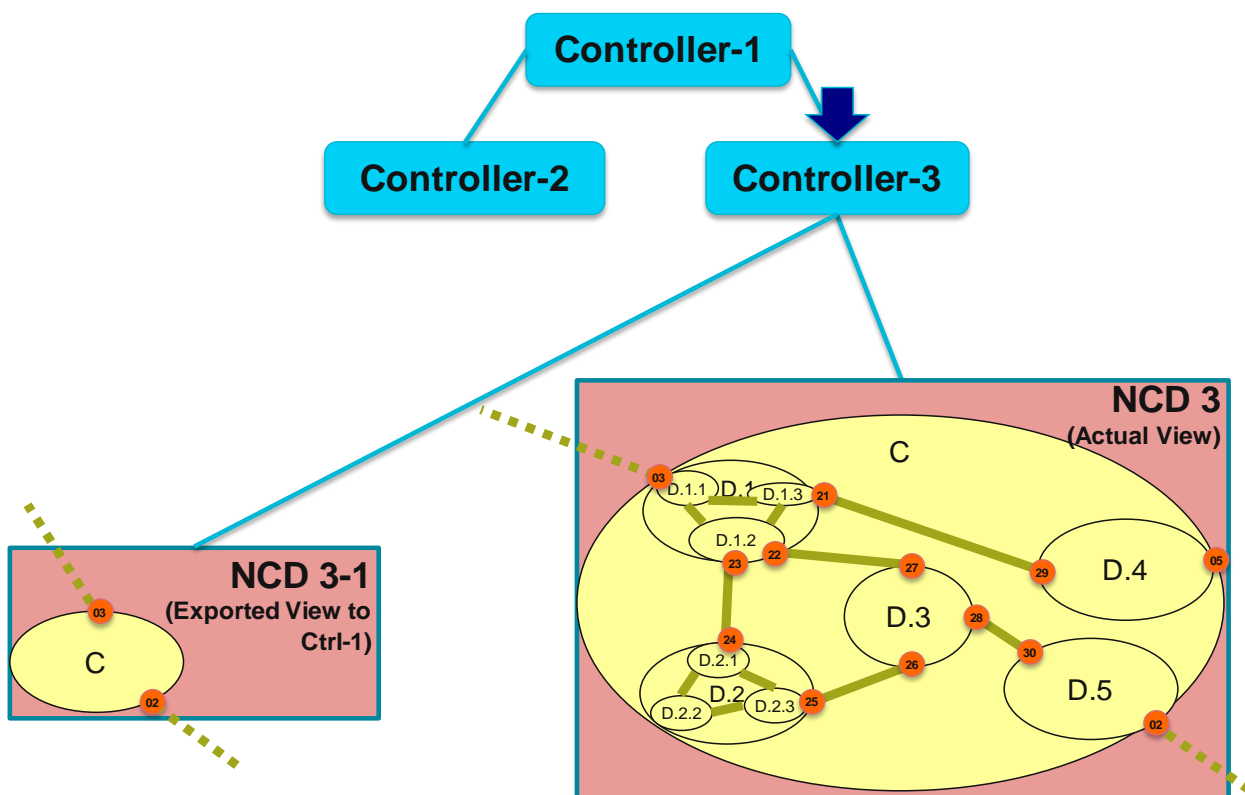 Controller-1
Controller-2
Controller-3
NCD 3
(Actual View)
C
03
D.1
D.1.1
D.1.3
21
D.1.2
22
23
27
29
D.4
05
D.3
28
24
30
D.2.1
26
D.2
D.2.2
D.2.3
25
D.5
02
NCD 3-1
(Exported View to
Ctrl-1)
03
C
02